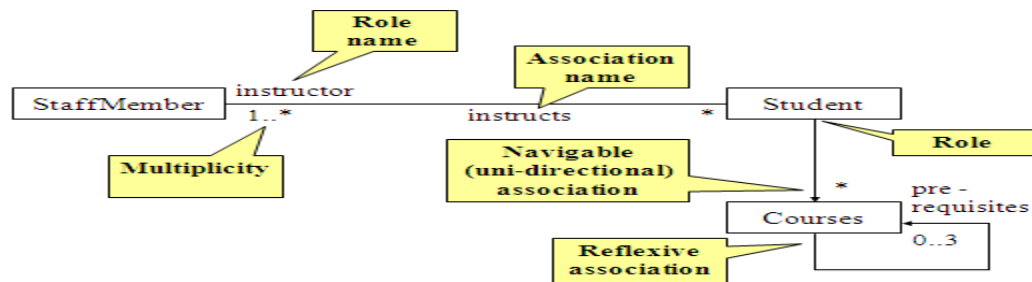 Role
name
Association
name
StaffMember
instructor
1..*
instructs
*
Student
Multiplicity
Navigable
(uni-directional)
association
Role
*
pre -
requisites
Courses
0..3
Reflexive
association